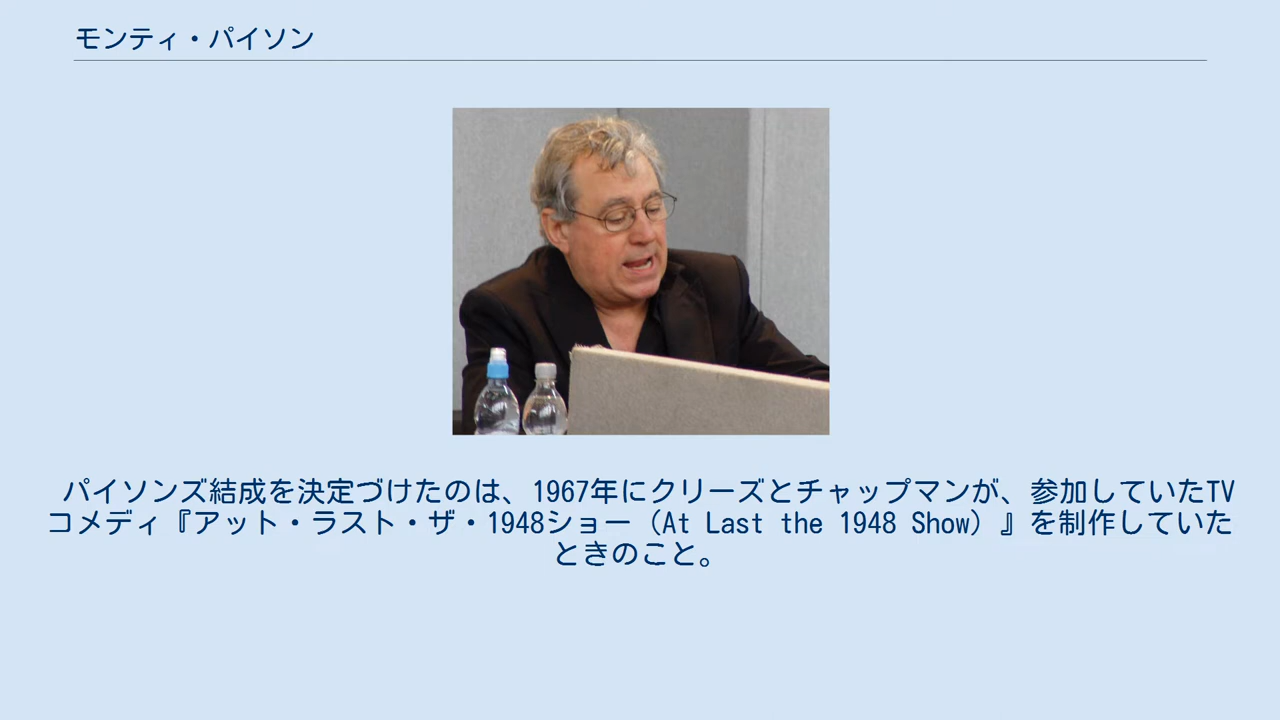 モンティ・パイソン
パイソンズ結成を決定づけたのは、1967年にクリーズとチャップマンが、参加していたTV
コメディ『アット・ラスト・ザ・1948ショー（At Last the 1948 Show）』を制作していた
ときのこと。